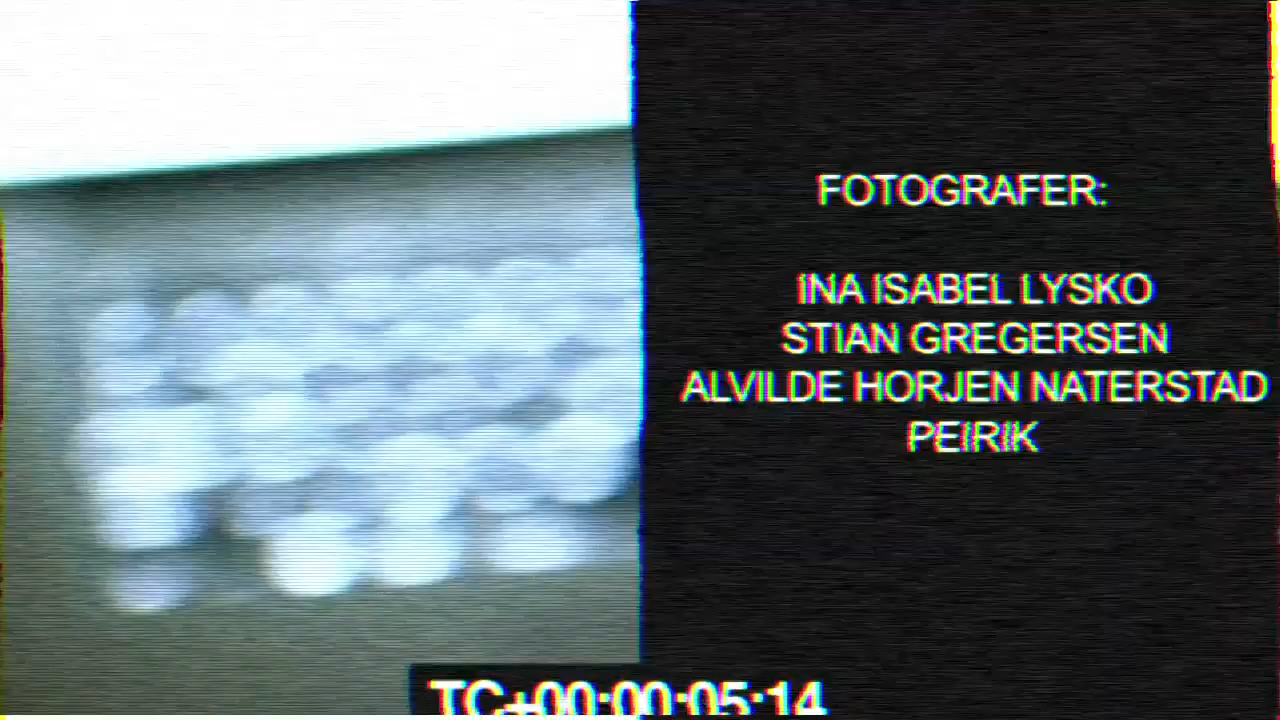 FOTOGRAFER:
INA ISABEL LYSKO
STIAN GREGERSEN
ALVILDE HORJEN NATERSTAD
PEIRIK
TC+00:00:05:14